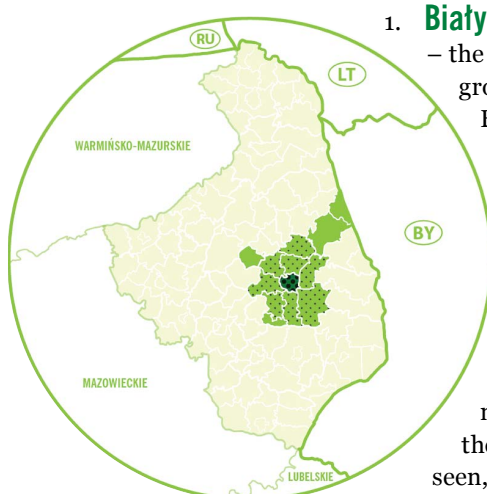 1. Biały
– the
RU
LT
gro
WARMIŃSKO-MAZURSKIE
BY
MAZOWIECKIE
the
LUBELSKIE
seen,